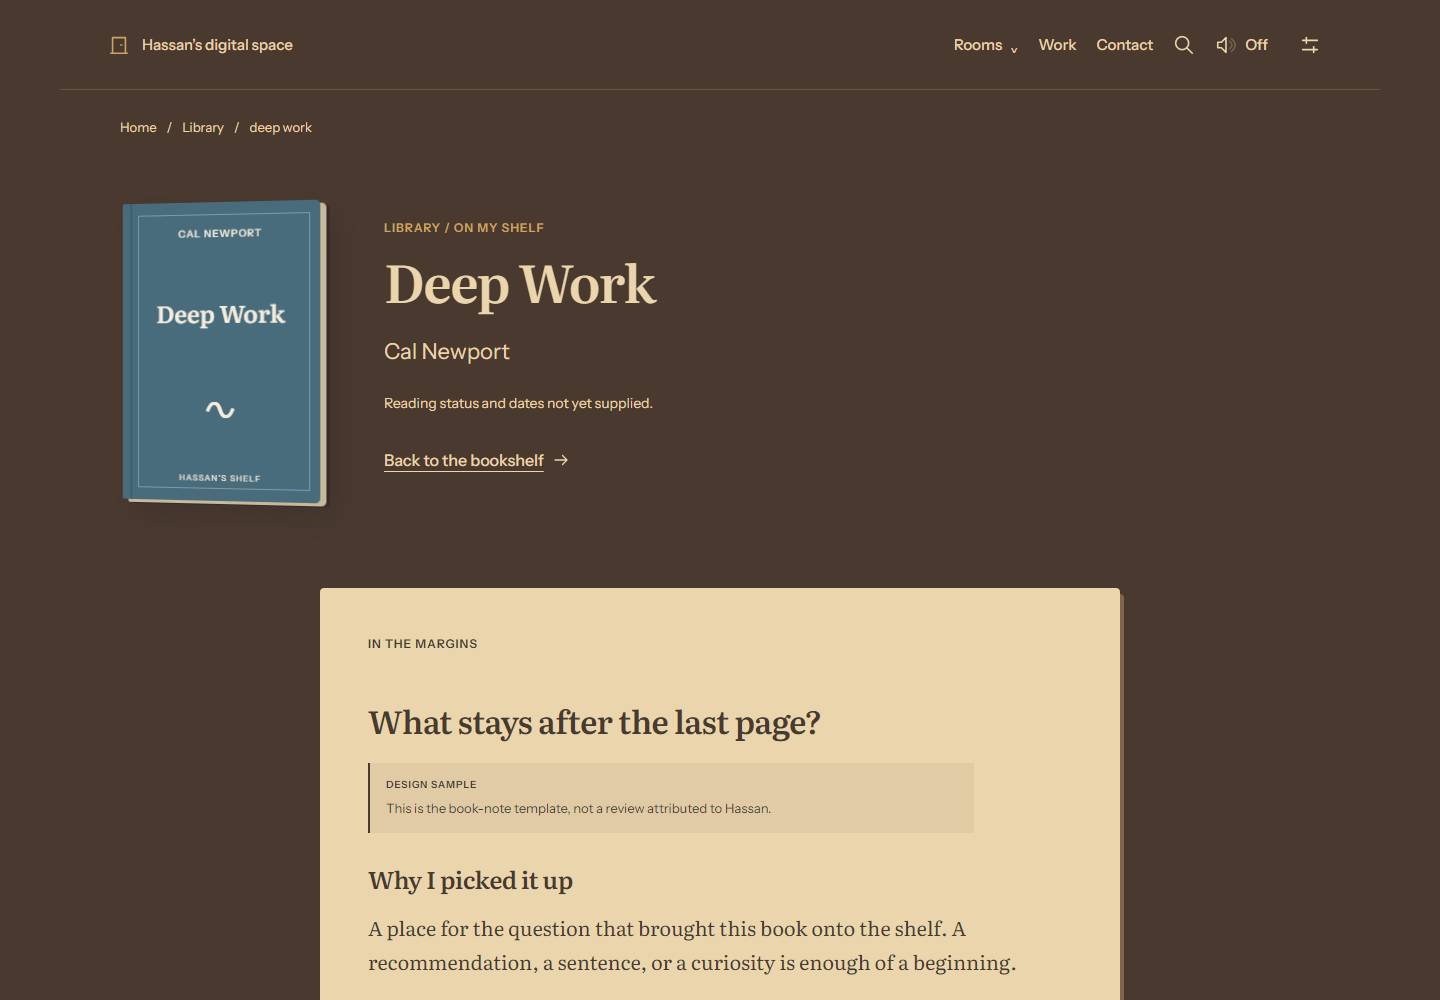 Hassan's digital space
Rooms Work Contact Off
Home / Library / deep work
CAL NEWPORT
Deep Work
HASSAN'S SHELF
LIBRARY / ON MY SHELF
Deep Work
Cal Newport
Reading status and dates not yet supplied.
Back to the bookshelf →
IN THE MARGINS
What stays after the last page?
DESIGN SAMPLE
This is the book-note template, not a review attributed to Hassan.
Why I picked it up
A place for the question that brought this book onto the shelf. A
recommendation, a sentence, or a curiosity is enough of a beginning.